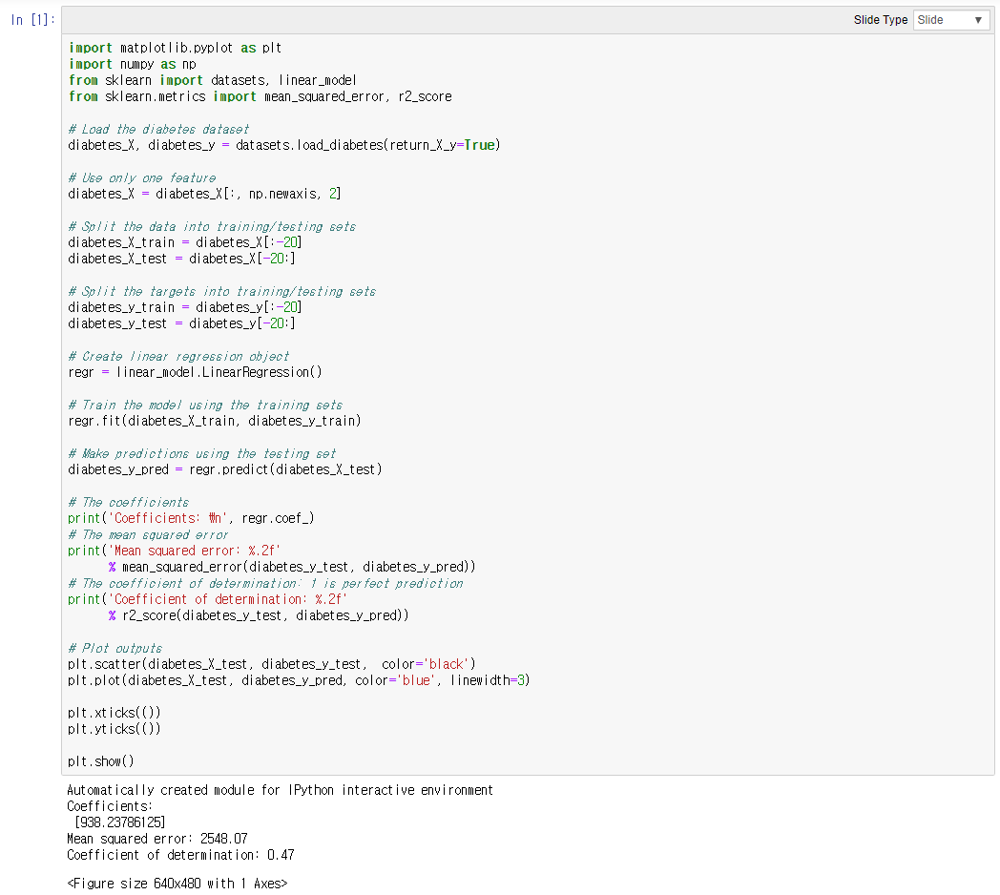 In [1]:
Slide Type Slide ▼
import matplotlib.pyplot as plt
import numpy as np
from sklearn import datasets, linear_model
from sklearn.metrics import mean_squared_error, r2_score

# Load the diabetes dataset
diabetes_X, diabetes_y = datasets.load_diabetes(return_X_y=True)

# Use only one feature
diabetes_X = diabetes_X[:, np.newaxis, 2]

# Split the data into training/testing sets
diabetes_X_train = diabetes_X[:-20]
diabetes_X_test = diabetes_X[-20:]

# Split the targets into training/testing sets
diabetes_y_train = diabetes_y[:-20]
diabetes_y_test = diabetes_y[-20:]

# Create linear regression object
regr = linear_model.LinearRegression()

# Train the model using the training sets
regr.fit(diabetes_X_train, diabetes_y_train)

# Make predictions using the testing set
diabetes_y_pred = regr.predict(diabetes_X_test)

# The coefficients
print('Coefficients: ₩n', regr.coef_)
# The mean squared error
print('Mean squared error: %.2f'
      % mean_squared_error(diabetes_y_test, diabetes_y_pred))
# The coefficient of determination: 1 is perfect prediction
print('Coefficient of determination: %.2f'
      % r2_score(diabetes_y_test, diabetes_y_pred))

# Plot outputs
plt.scatter(diabetes_X_test, diabetes_y_test,  color='black')
plt.plot(diabetes_X_test, diabetes_y_pred, color='blue', linewidth=3)

plt.xticks(())
plt.yticks(())

plt.show()
Automatically created module for IPython interactive environment
Coefficients:
 [938.23786125]
Mean squared error: 2548.07
Coefficient of determination: 0.47
<Figure size 640x480 with 1 Axes>